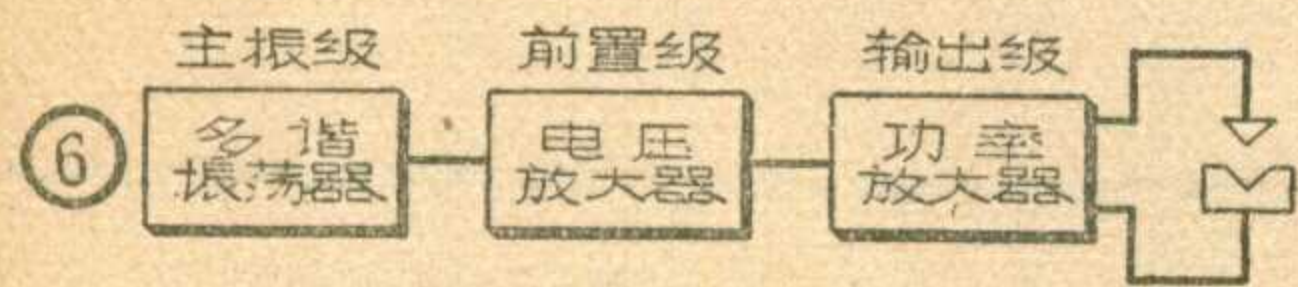 主振级 前置级 输出级
⑥ 多谐 电压 功率
振荡器 放大器 放大器